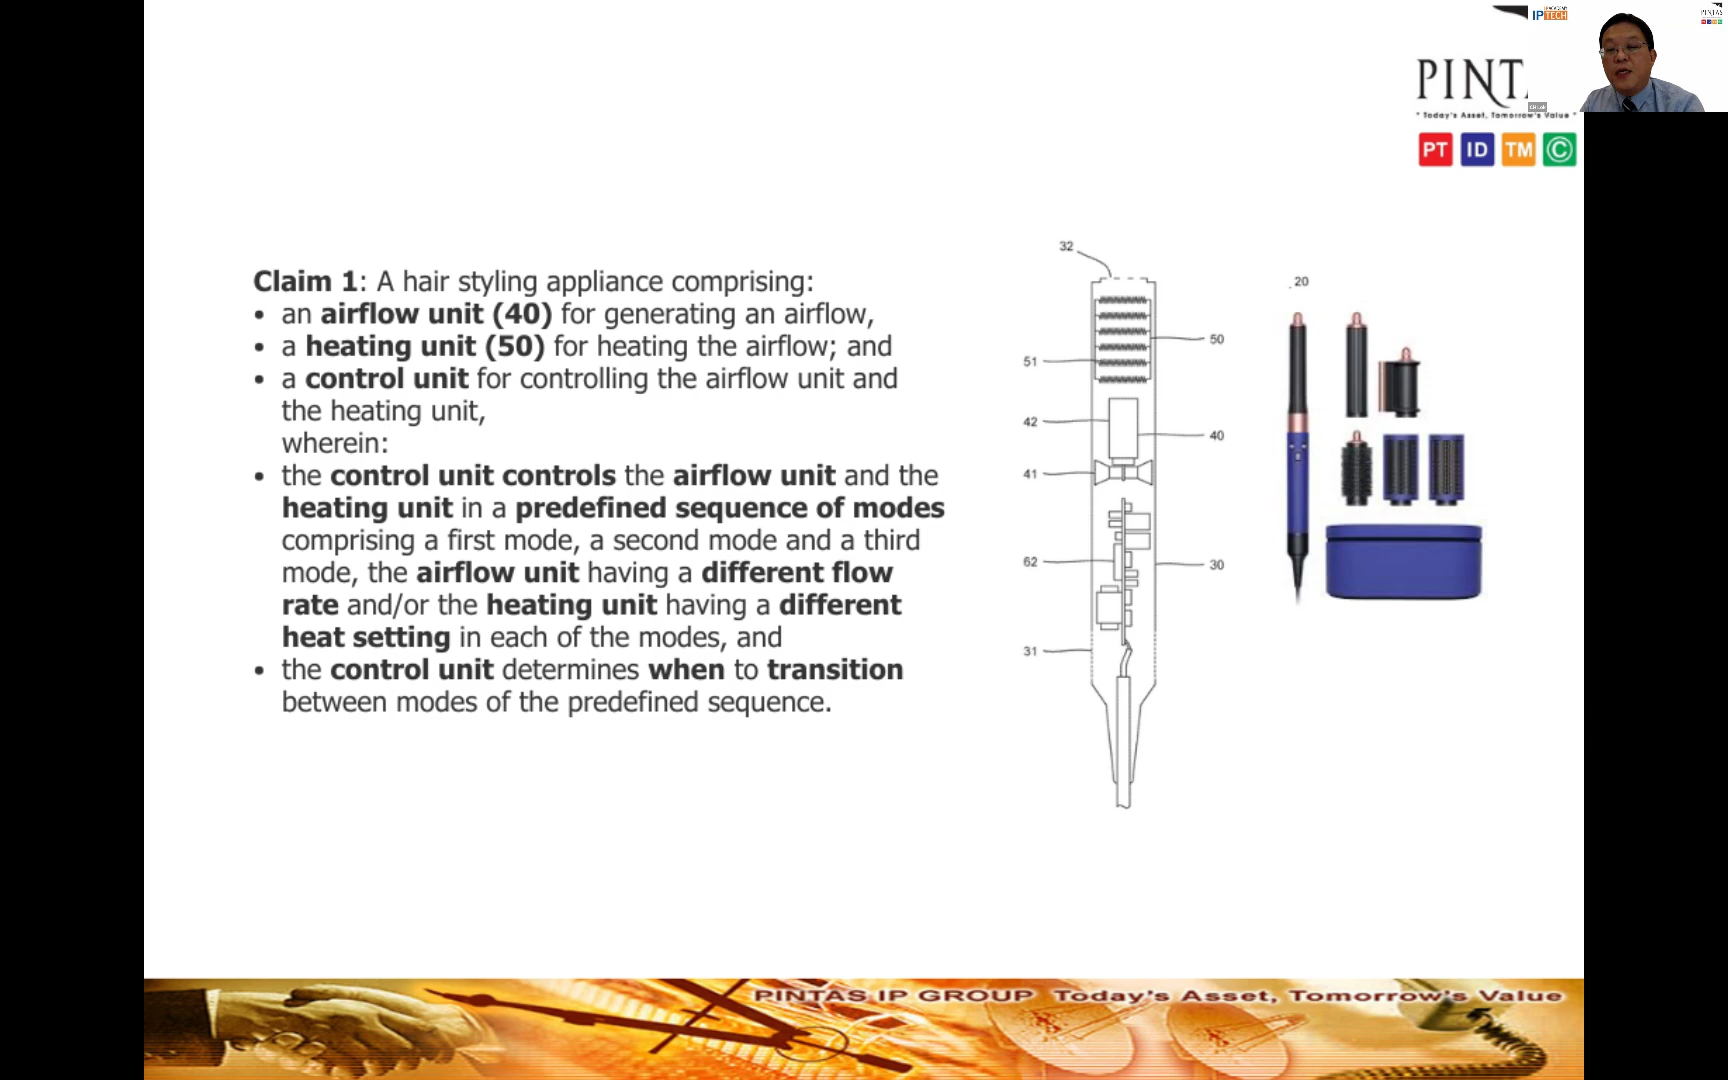 IPTECH
PINT
" Today's Asset, Tomorrow's Value "
PT ID TM ©
Claim 1: A hair styling appliance comprising:
• an airflow unit (40) for generating an airflow,
• a heating unit (50) for heating the airflow; and
• a control unit for controlling the airflow unit and
the heating unit,
wherein:
• the control unit controls the airflow unit and the
heating unit in a predefined sequence of modes
comprising a first mode, a second mode and a third
mode, the airflow unit having a different flow
rate and/or the heating unit having a different
heat setting in each of the modes, and
• the control unit determines when to transition
between modes of the predefined sequence.
32
50
51
42
40
41
62
30
31
20
PINTAS IP GROUP Today's Asset, Tomorrow's Value